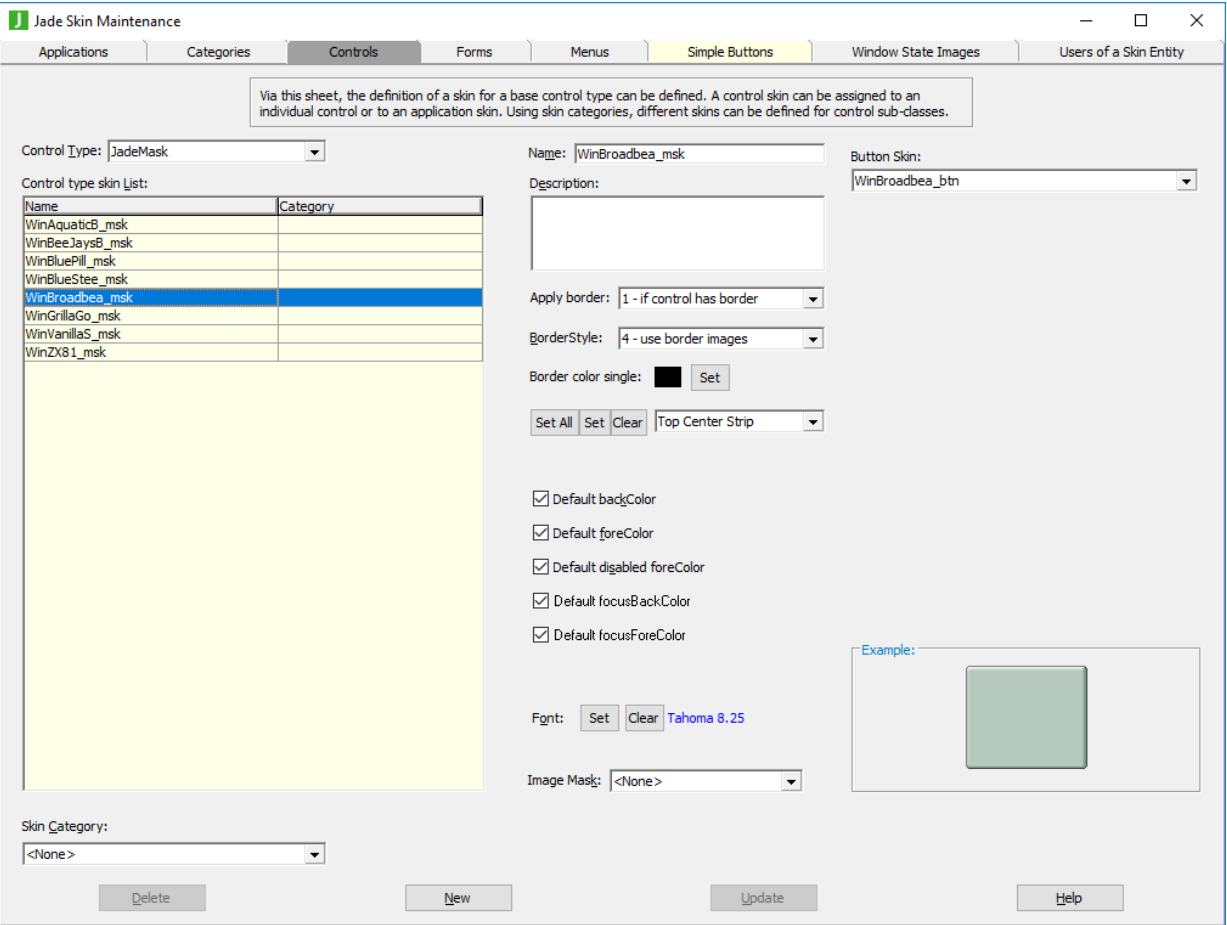 Jade Skin Maintenance
Applications
Categories
Controls
Forms
Menus
Simple Buttons
Window State Images
Users of a Skin Entity
Via this sheet, the definition of a skin for a base control type can be defined. A control skin can be assigned to an
individual control or to an application skin. Using skin categories, different skins can be defined for control sub-classes.
Control Type: JadeMask
Control type skin List:
Name Category
WinAquaticB_msk
WinBeeJaysB_msk
WinBluePill_msk
WinBlueStee_msk
WinBroadbea_msk
WinGrillaGo_msk
WinVanillaS_msk
WinZX81_msk
Skin Category:
<None>
Name: WinBroadbea_msk
Description:
Apply border: 1 - if control has border
BorderStyle: 4 - use border images
Border color single: Set
Set All Set Clear Top Center Strip
Default backColor
Default foreColor
Default disabled foreColor
Default focusBackColor
Default focusForeColor
Font: Set Clear Tahoma 8.25
Image Mask: <None>
Button Skin:
WinBroadbea_btn
Example:
Delete
New
Update
Help